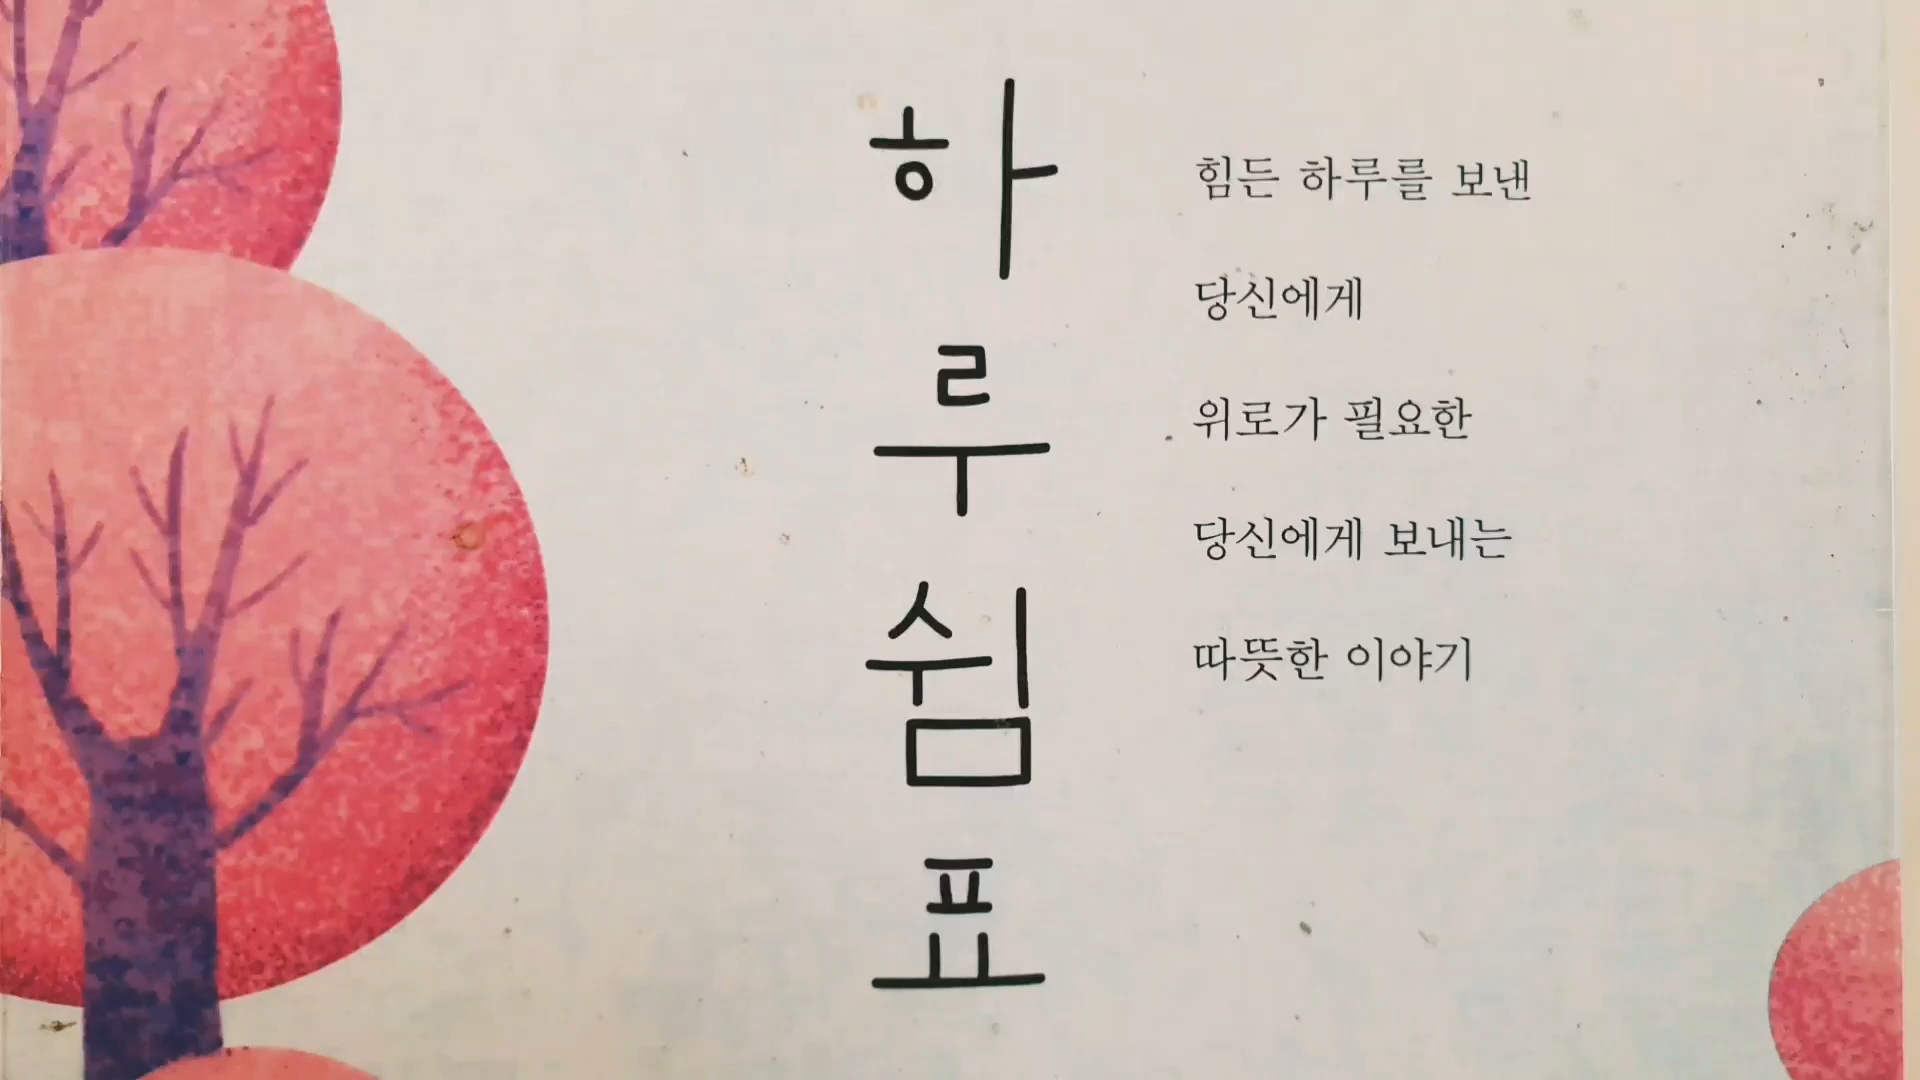 하루쉼표
힘든 하루를 보낸
당신에게
위로가 필요한
당신에게 보내는
따뜻한 이야기